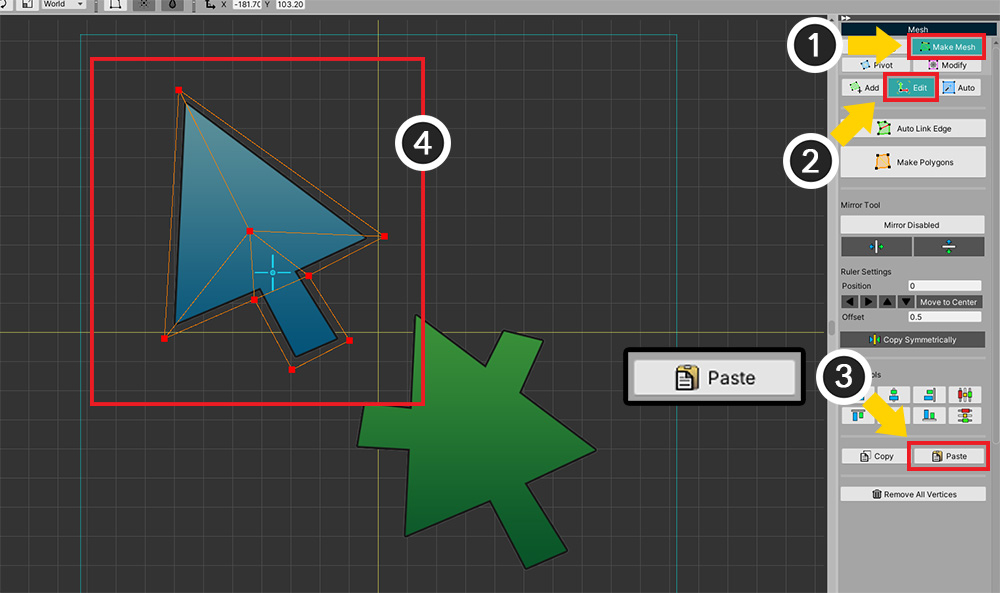 World
X -181.70 Y 103.20
Mesh
1
Make Mesh
Pivot
Modify
Add
Edit
Auto
2
4
Auto Link Edge
Make Polygons
Mirror Tool
Mirror Disabled
Ruler Settings
Position 0
Move to Center
Offset 0.5
Copy Symmetrically
Paste
3
Copy
Paste
Remove All Vertices